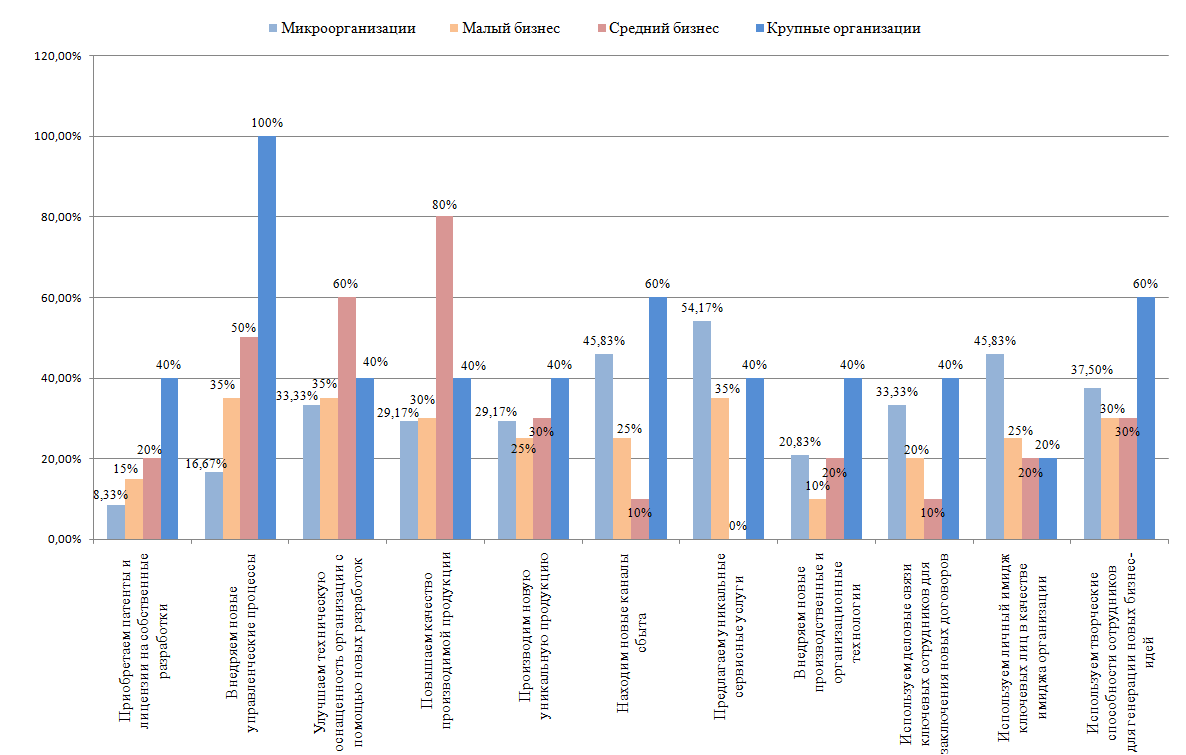 Микроорганизации
Малый бизнес
Средний бизнес
Крупные организации
120,00%
100,00%
80,00%
60,00%
40,00%
20,00%
0,00%
8,33%
15%
20%
40%
16,67%
35%
50%
100%
33,33%
35%
60%
40%
29,17%
30%
80%
40%
29,17%
25%
30%
40%
45,83%
25%
10%
60%
54,17%
35%
0%
40%
20,83%
10%
20%
40%
33,33%
20%
10%
40%
45,83%
25%
20%
20%
37,50%
30%
30%
60%
Приобретаем патенты и
лицензии на собственные
разработки
Внедряем новые
управленческие процессы
Улучшаем техническую
оснащенность организации с
помощью новых разработок
Повышаем качество
производимой продукции
Производим новую
уникальную продукцию
Находим новые каналы
сбыта
Предлагаем уникальные
сервисные услуги
Внедряем новые
производственные и
организационные
технологии
Используем деловые связи
ключевых сотрудников для
заключения новых договоров
Используем личный имидж
ключевых лиц в качестве
имиджа организации
Используем творческие
способности сотрудников
для генерации новых бизнес-
идей